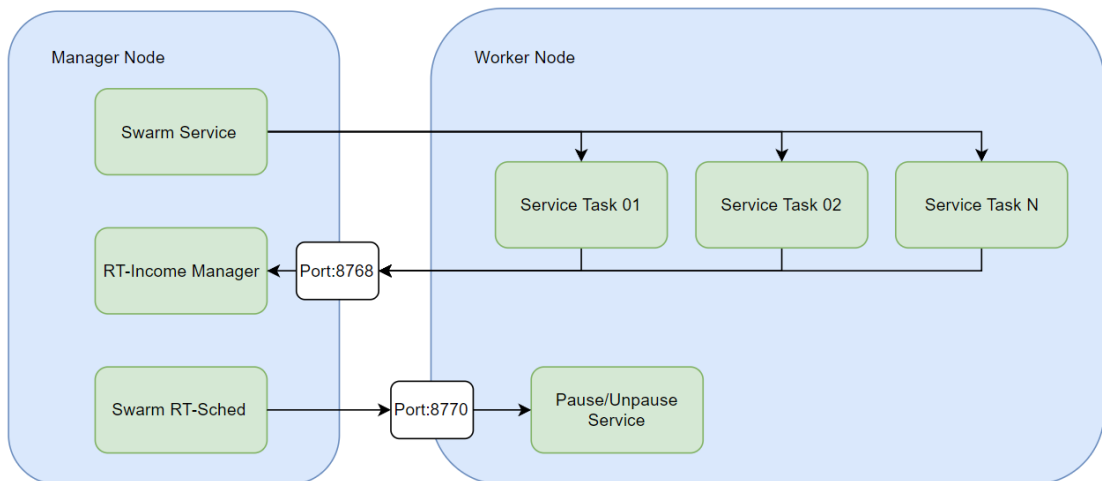 Manager Node
Worker Node
Swarm Service
Service Task 01
Service Task 02
Service Task N
RT-Income Manager
Port:8768
Swarm RT-Sched
Port:8770
Pause/Unpause
Service